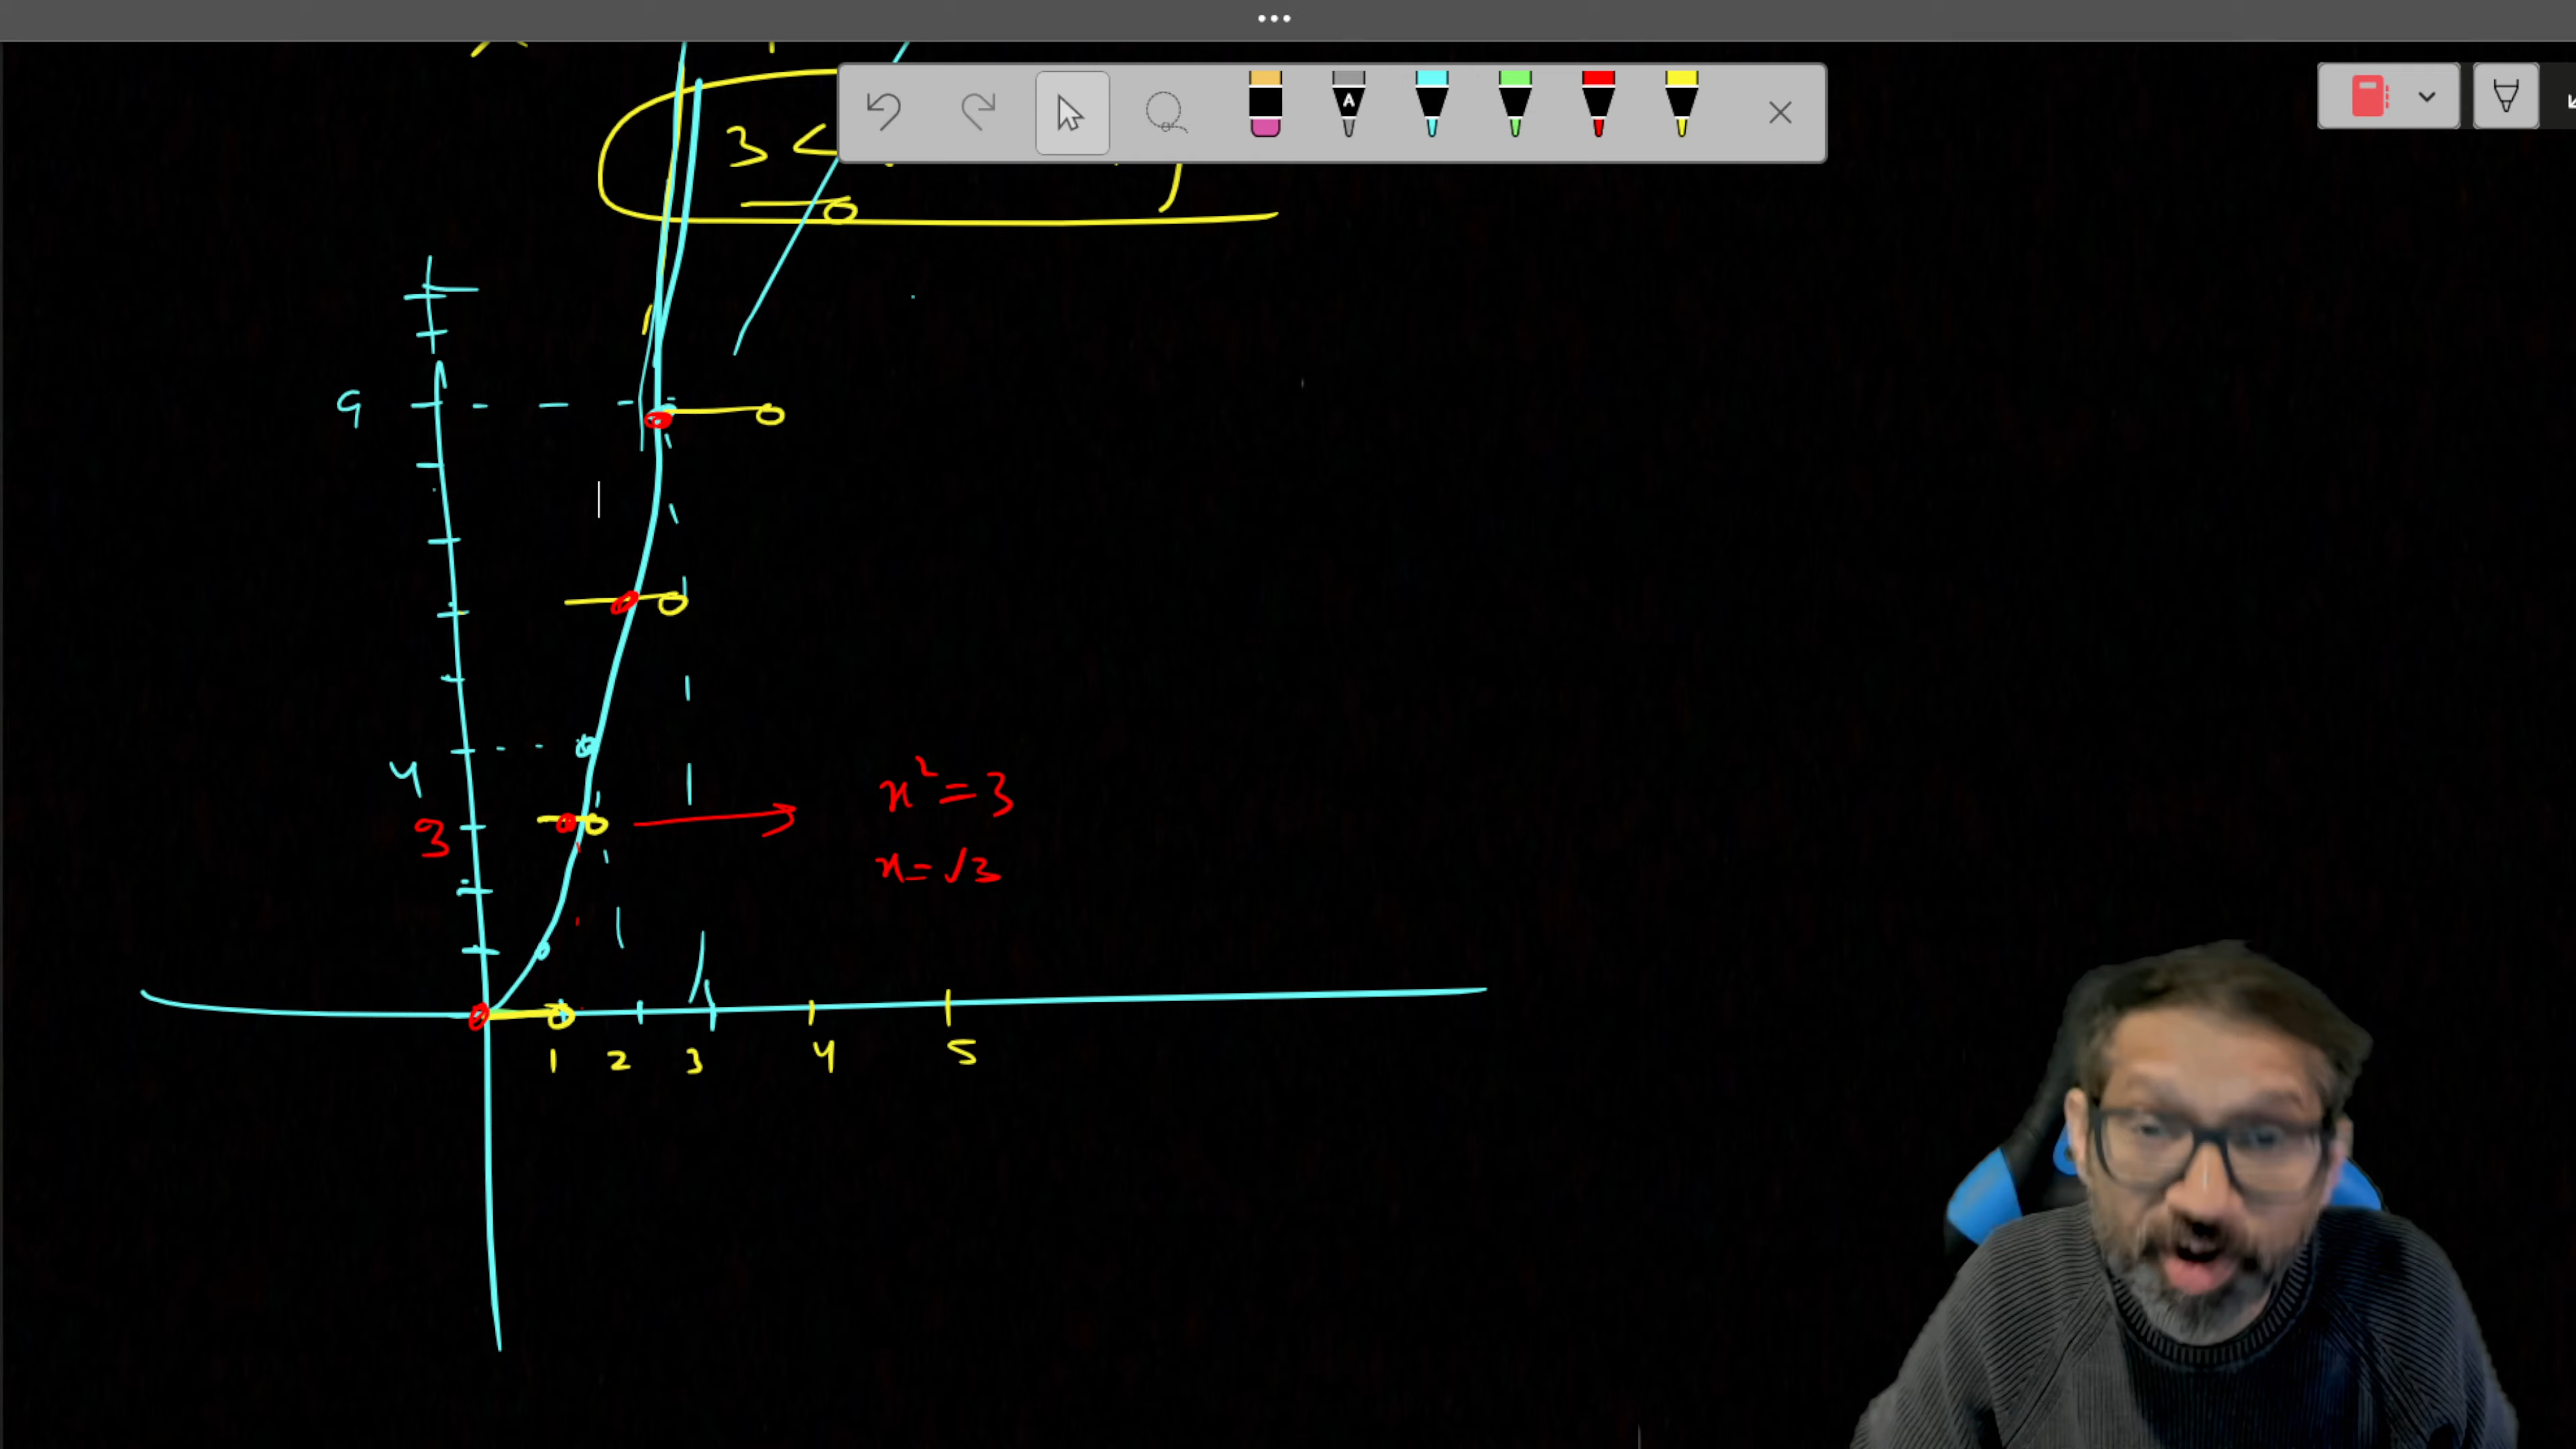 3 <
9
4
3
x² = 3
x = √3
1 2 3 4 5